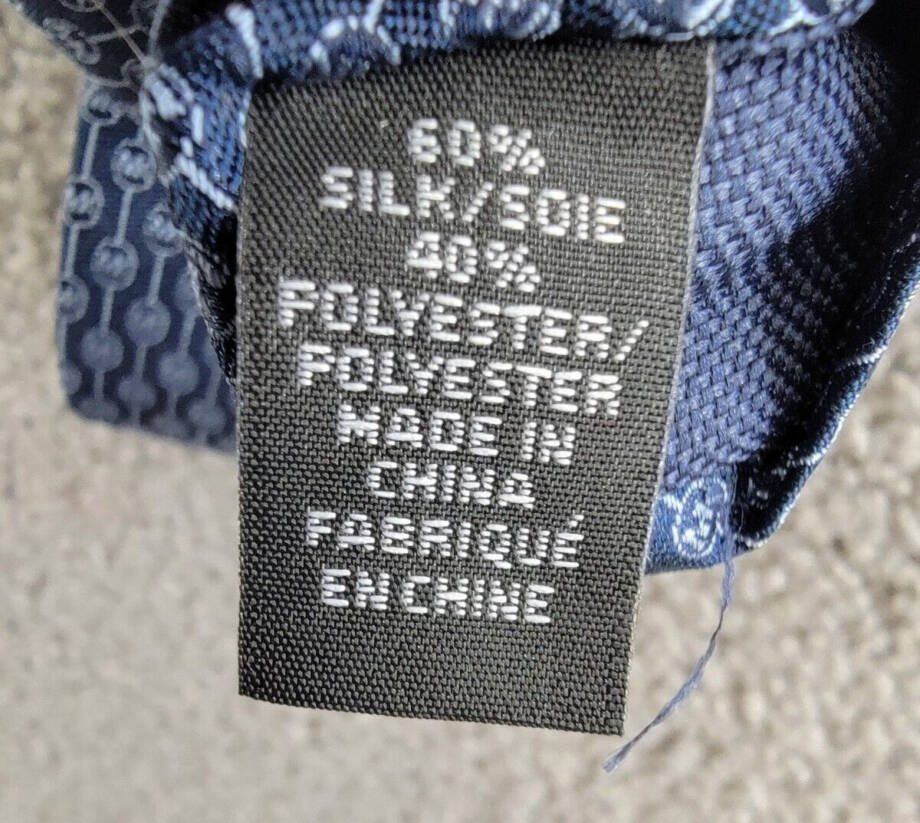 60%
SILK/SOIE
40%
POLYESTER/
POLYESTER
MADE IN
CHINA
FABRIQUÉ
EN CHINE